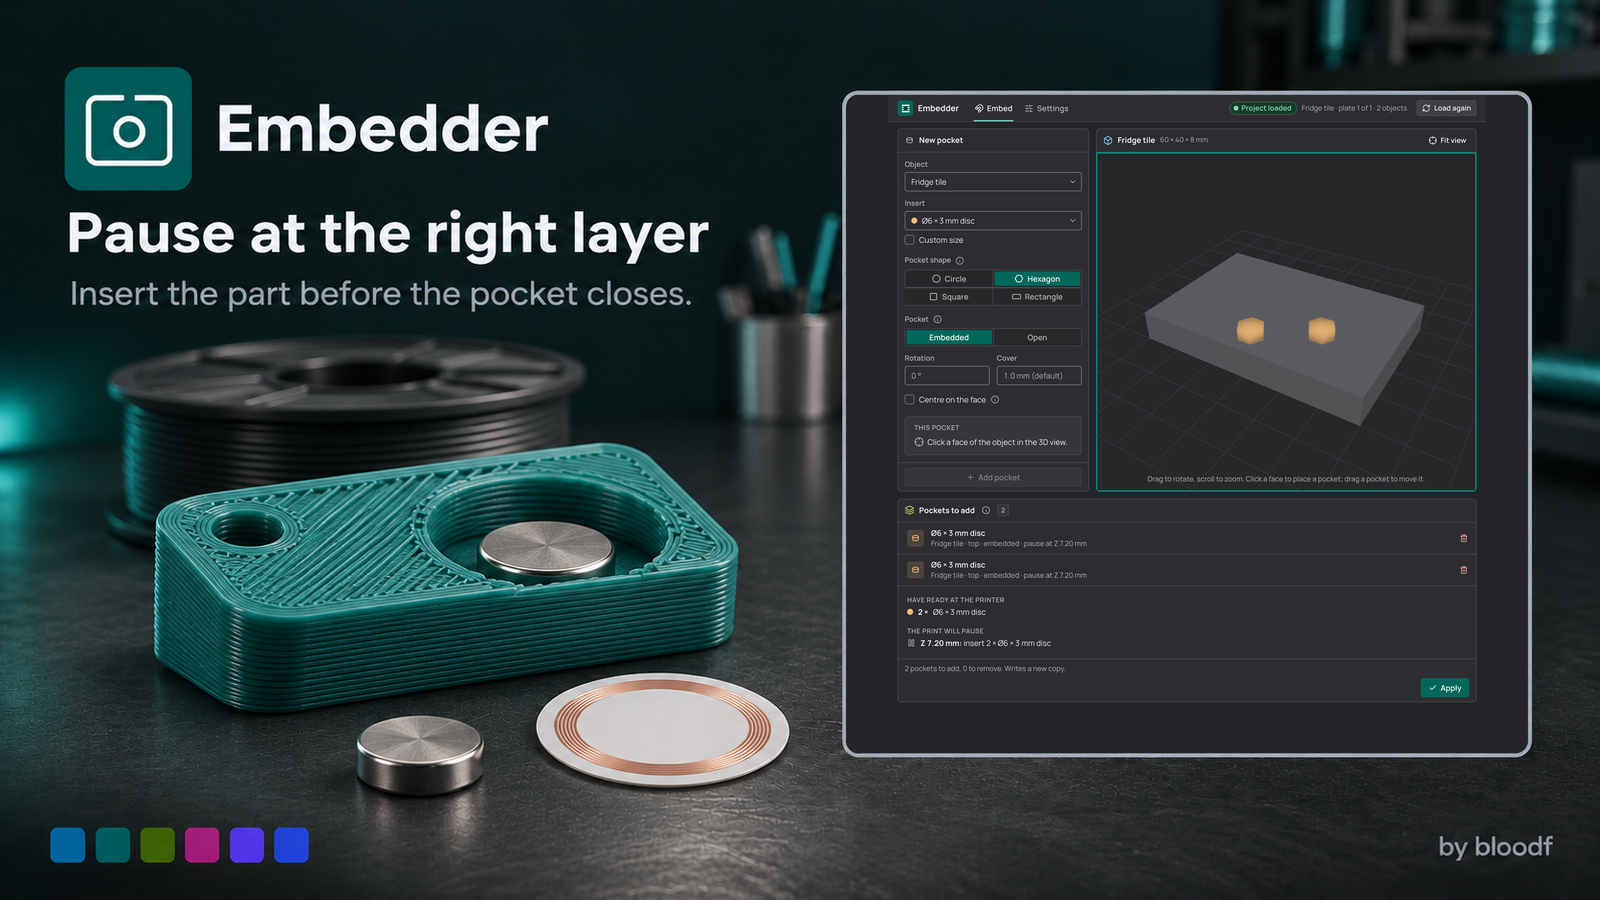 Embedder
Pause at the right layer
Insert the part before the pocket closes.
Embedder
Embed
Settings
Project loaded
Fridge tile · plate 1 of 1 · 2 objects
Load again
New pocket
Object
Fridge tile
Insert
Ø6 × 3 mm disc
Custom size
Pocket shape
Circle
Hexagon
Square
Rectangle
Pocket
Embedded
Open
Rotation
Cover
0 °
1.0 mm (default)
Centre on the face
THIS POCKET
Click a face of the object in the 3D view.
+ Add pocket
Fridge tile 60 × 40 × 8 mm
Fit view
Drag to rotate, scroll to zoom. Click a face to place a pocket; drag a pocket to move it.
Pockets to add 2
Ø6 × 3 mm disc
Fridge tile · top · embedded · pause at Z 7.20 mm
Ø6 × 3 mm disc
Fridge tile · top · embedded · pause at Z 7.20 mm
HAVE READY AT THE PRINTER
2 × Ø6 × 3 mm disc
THE PRINT WILL PAUSE
Z 7.20 mm: insert 2 × Ø6 × 3 mm disc
2 pockets to add, 0 to remove. Writes a new copy.
Apply
by bloodf